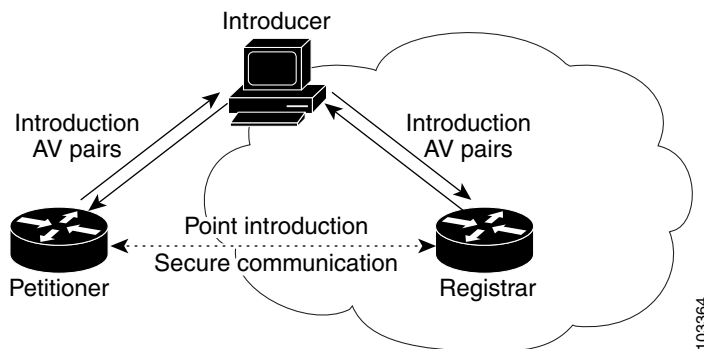 Introducer
Introduction
AV pairs
Introduction
AV pairs
Point introduction
Secure communication
Petitioner
Registrar
103364